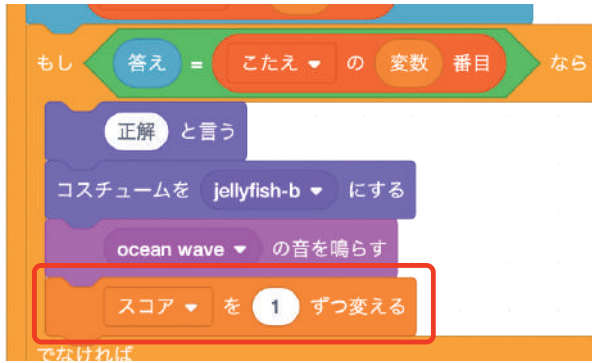 もし 答え = こたえ の 変数 番目 なら
正解 と言う
コスチュームを jellyfish-b にする
ocean wave の音を鳴らす
スコア を 1 ずつ変える
でなければ